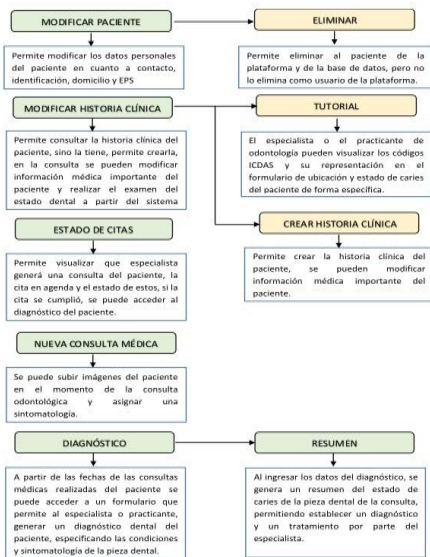 MODIFICAR PACIENTE
Permite modificar los datos personales
del paciente en cuanto a contacto,
identificación, domicilio y EPS
ELIMINAR
Permite eliminar al paciente de la
plataforma y de la base de datos, pero no
lo elimina como usuario de la plataforma.
MODIFICAR HISTORIA CLÍNICA
Permite consultar la historia clínica del
paciente, sino la tiene, permite crearla,
en la consulta se pueden modificar
información médica importante del
paciente y realizar el examen del
estado dental a partir del sistema
TUTORIAL
El especialista o el practicante de
odontología pueden visualizar los códigos
ICDAS y su representación en el
formulario de ubicación y estado de caries
del paciente de forma específica.
ESTADO DE CITAS
Permite visualizar que especialista
generá una consulta del paciente, la
cita en agenda y el estado de estos, si la
cita se cumplió, se puede acceder al
diagnóstico del paciente.
CREAR HISTORIA CLÍNICA
Permite crear la historia clínica del
paciente, se pueden modificar
información médica importante del
paciente.
NUEVA CONSULTA MÉDICA
Se puede subir imágenes del paciente
en el momento de la consulta
odontológica y asignar una
sintomatología.
DIAGNÓSTICO
A partir de las fechas de las consultas
médicas realizadas del paciente se
puede acceder a un formulario que
permite al especialista o practicante,
generar un diagnóstico dental del
paciente, especificando las condiciones
y sintomatología de la pieza dental.
RESUMEN
Al ingresar los datos del diagnóstico, se
genera un resumen del estado de
caries de la pieza dental de la consulta,
permitiendo establecer un diagnóstico
y un tratamiento por parte del
especialista.